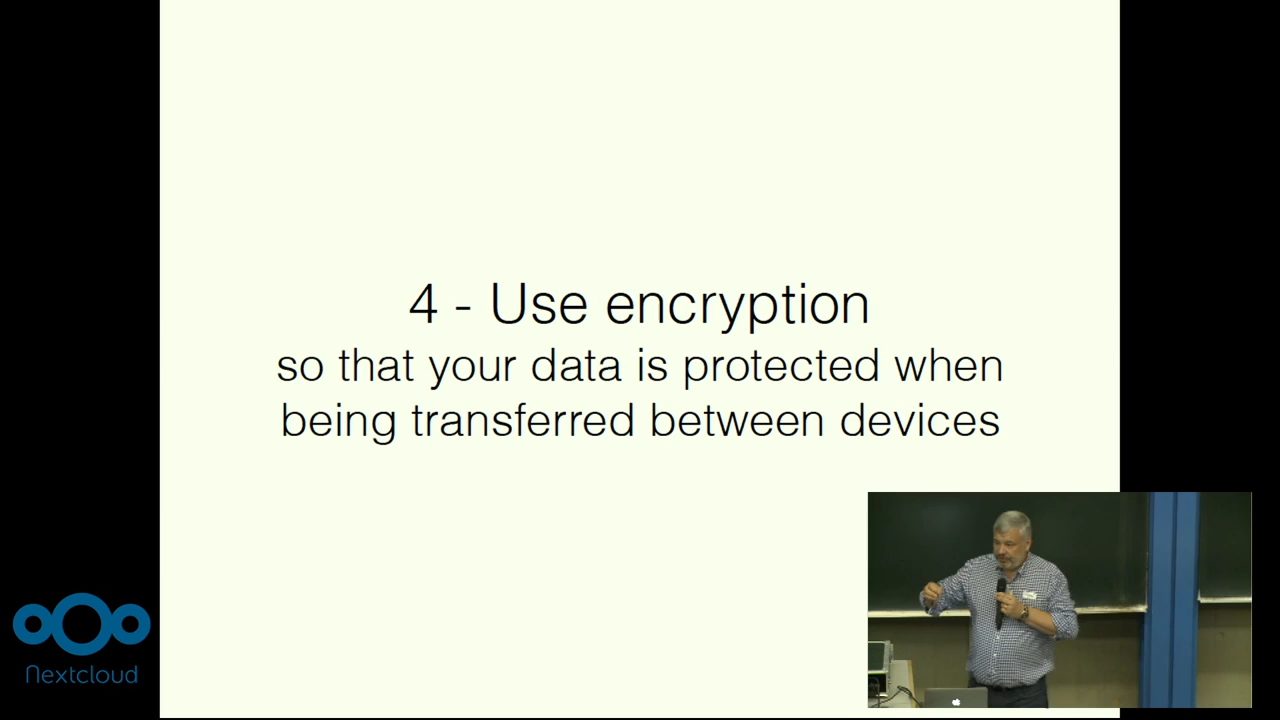 4 - Use encryption
so that your data is protected when
being transferred between devices
Nextcloud